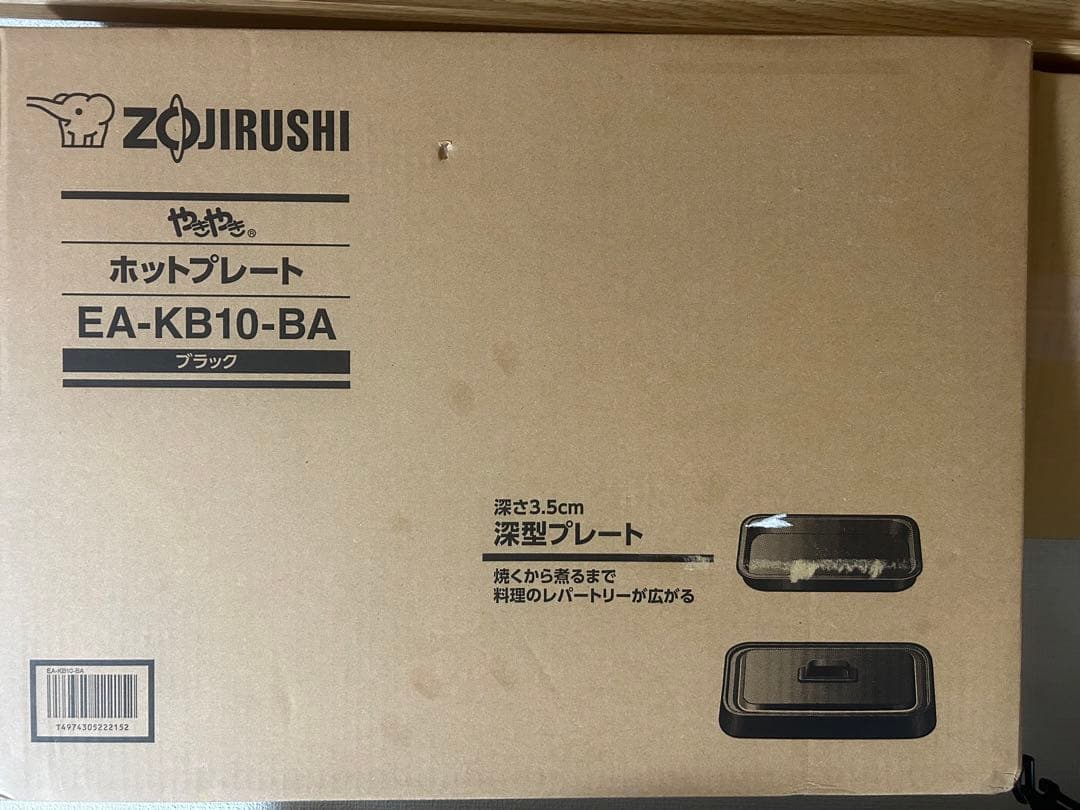 ZOJIRUSHI
やきやき®
ホットプレート
EA-KB10-BA
ブラック
深さ3.5cm
深型プレート
焼くから煮るまで
料理のレパートリーが広がる
EA-KB10-BA
T4974305222152